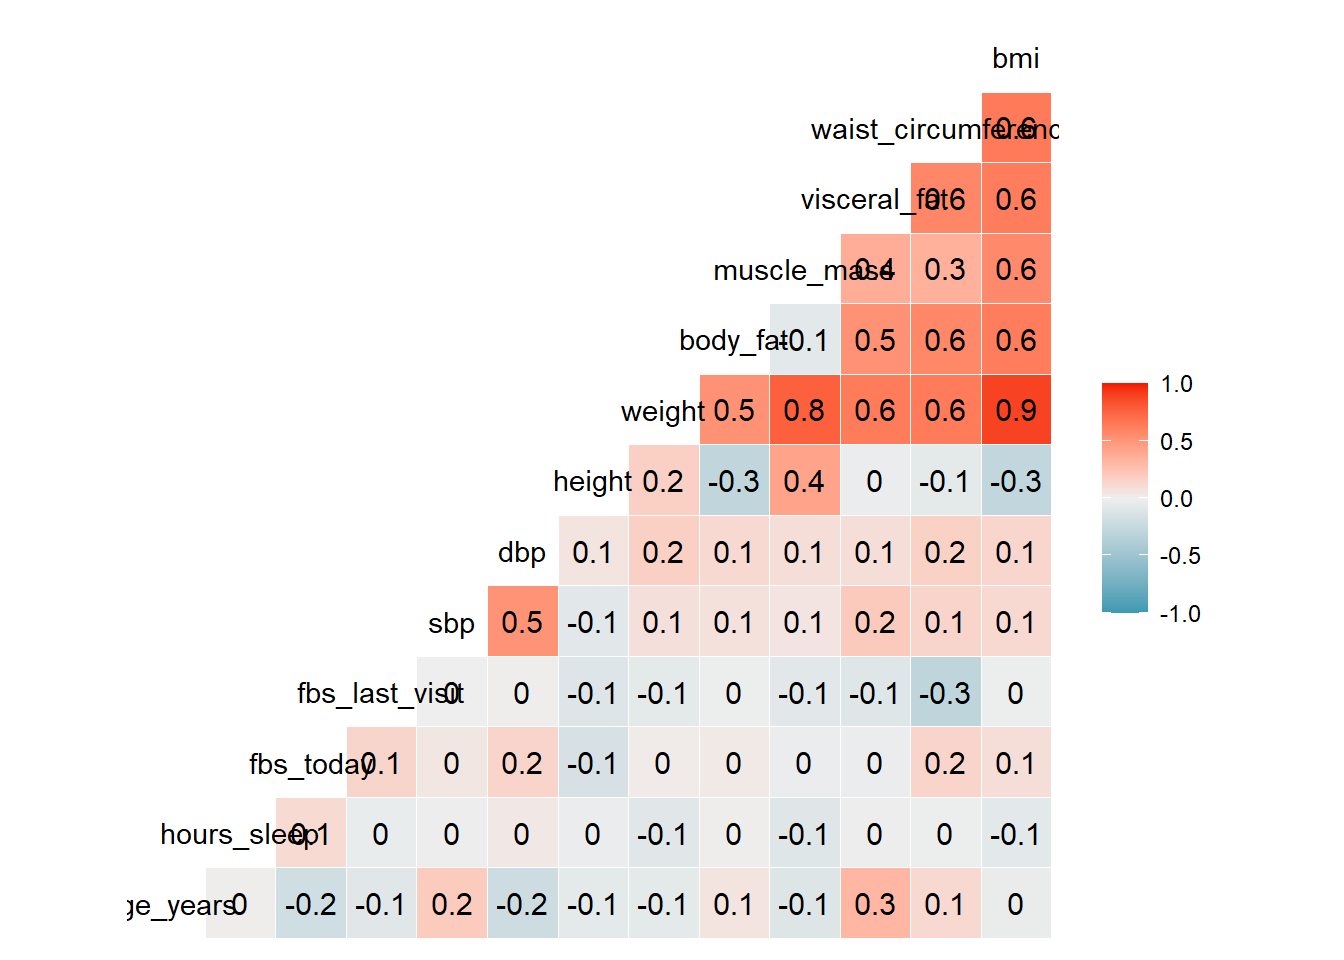 bmi
waist_circumferenc 0.6
visceral_fat 0.6 0.6
muscle_mass 0.4 0.3 0.6
body_fat -0.1 0.5 0.6 0.6
1.0
weight 0.5 0.8 0.6 0.6 0.9
0.5
height 0.2 -0.3 0.4 0 -0.1 -0.3
0.0
dbp 0.1 0.2 0.1 0.1 0.1 0.2 0.1
-0.5
sbp 0.5 -0.1 0.1 0.1 0.1 0.2 0.1 0.1
-1.0
fbs_last_visit 0 0 -0.1 -0.1 0 -0.1 -0.1 -0.3 0
fbs_today 0.1 0 0.2 -0.1 0 0 0 0 0.2 0.1
hours_sleep 0.1 0 0 0 0 -0.1 0 -0.1 0 0 -0.1
ge_years 0 -0.2 -0.1 0.2 -0.2 -0.1 -0.1 0.1 -0.1 0.3 0.1 0